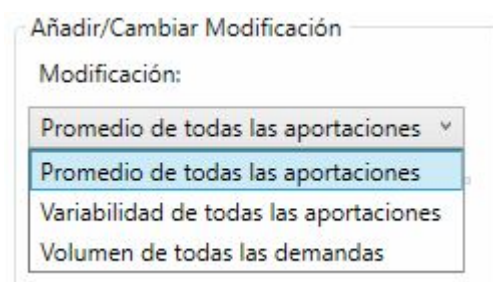 Añadir/Cambiar Modificación
Modificación:
Promedio de todas las aportaciones
Promedio de todas las aportaciones
Variabilidad de todas las aportaciones
Volumen de todas las demandas